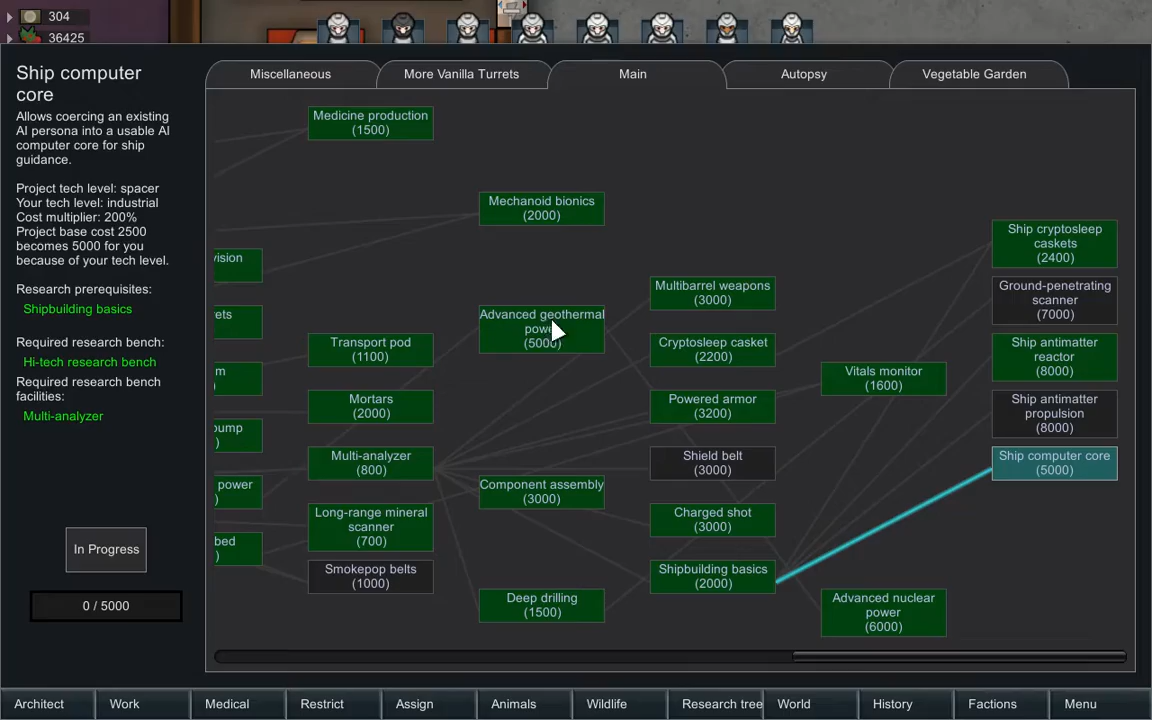 304
36425
Ship computer
core
Allows coercing an existing
AI persona into a usable AI
computer core for ship
guidance.
Project tech level: spacer
Your tech level: industrial
Cost multiplier: 200%
Project base cost 2500
becomes 5000 for you
because of your tech level.
Research prerequisites:
Shipbuilding basics
Required research bench:
Hi-tech research bench
Required research bench
facilities:
Multi-analyzer
In Progress
0 / 5000
Miscellaneous
More Vanilla Turrets
Main
Autopsy
Vegetable Garden
vision
rets
m
)
oump
)
power
)
bed
)
Medicine production
(1500)
Transport pod
(1100)
Mortars
(2000)
Multi-analyzer
(800)
Long-range mineral
scanner
(700)
Smokepop belts
(1000)
Mechanoid bionics
(2000)
Advanced geothermal
power
(5000)
Component assembly
(3000)
Deep drilling
(1500)
Multibarrel weapons
(3000)
Cryptosleep casket
(2200)
Powered armor
(3200)
Shield belt
(3000)
Charged shot
(3000)
Shipbuilding basics
(2000)
Vitals monitor
(1600)
Advanced nuclear
power
(6000)
Ship cryptosleep
caskets
(2400)
Ground-penetrating
scanner
(7000)
Ship antimatter
reactor
(8000)
Ship antimatter
propulsion
(8000)
Ship computer core
(5000)
Architect
Work
Medical
Restrict
Assign
Animals
Wildlife
Research tree
World
History
Factions
Menu